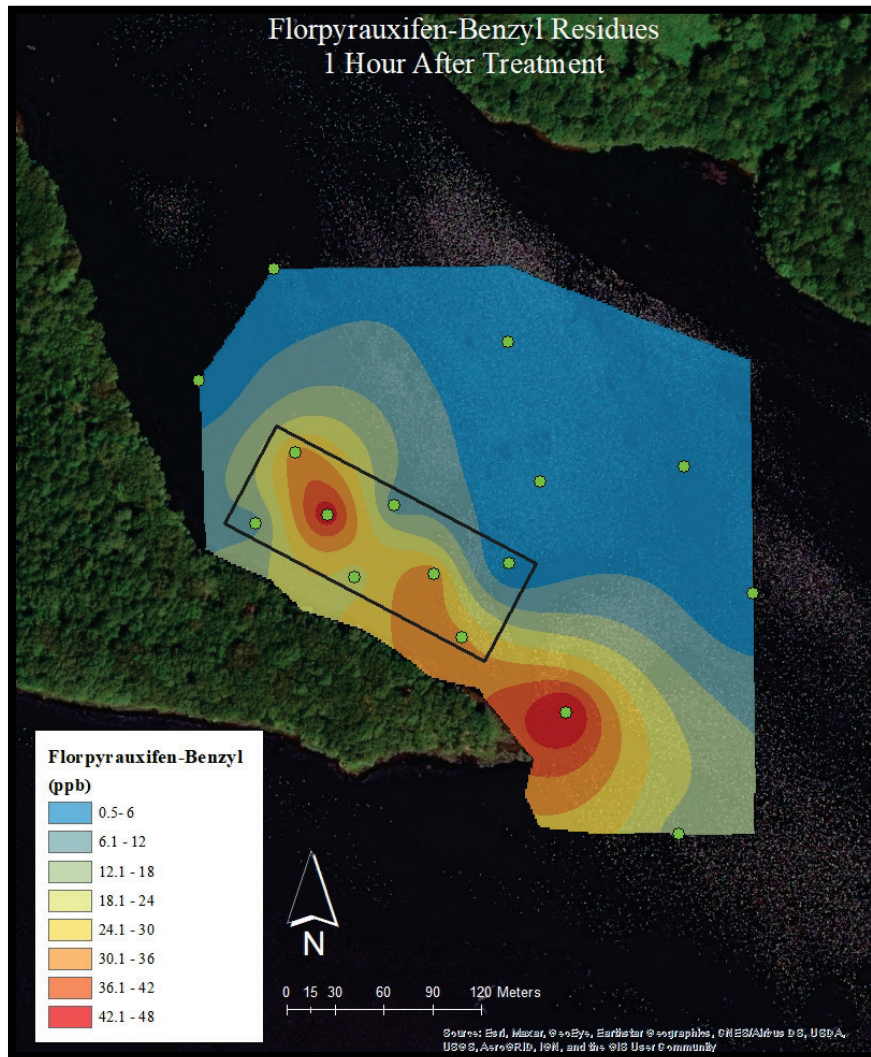 Florpyrauxifen-Benzyl Residues
1 Hour After Treatment
Florpyrauxifen-Benzyl
(ppb)
0.5- 6
6.1 - 12
12.1 - 18
18.1 - 24
24.1 - 30
30.1 - 36
36.1 - 42
42.1 - 48
N
0 15 30 60 90 120 Meters
Source: Esri, Maxar, GeoEye, Earthstar Geographics, CNES/Airbus DS, USDA,
USGS, AeroGRID, IGN, and the GIS User Community